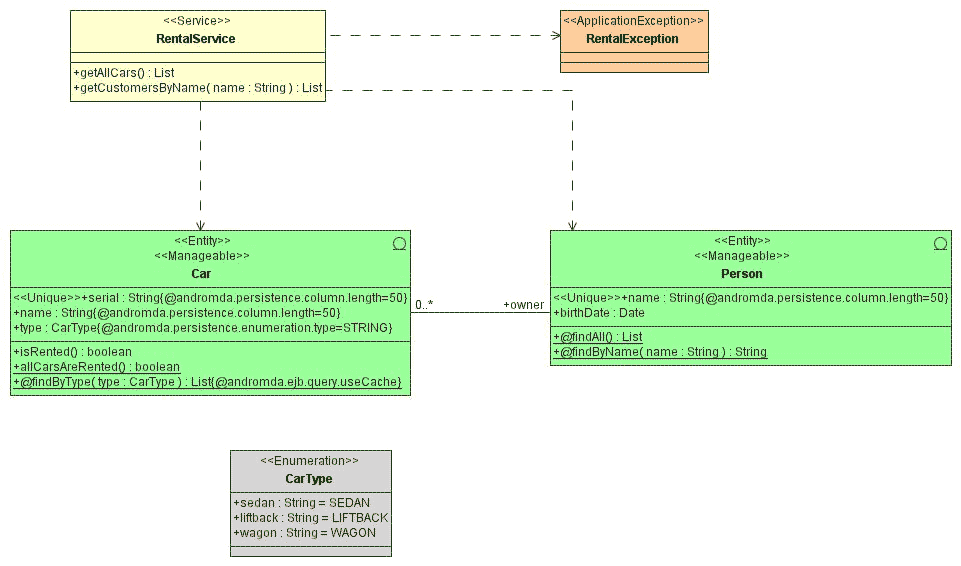 <<Service>>
RentalService
+getAllCars() : List
+getCustomersByName( name : String ) : List
<<ApplicationException>>
RentalException
<<Entity>>
<<Manageable>>
Car
<<Unique>>+serial : String{@andromda.persistence.column.length=50}
+name : String{@andromda.persistence.column.length=50}
+type : CarType{@andromda.persistence.enumeration.type=STRING}
+isRented() : boolean
+allCarsAreRented() : boolean
+@findByType( type : CarType ) : List{@andromda.ejb.query.useCache}
0..*
+owner
<<Entity>>
<<Manageable>>
Person
<<Unique>>+name : String{@andromda.persistence.column.length=50}
+birthDate : Date
+@findAll() : List
+@findByName( name : String ) : String
<<Enumeration>>
CarType
+sedan : String = SEDAN
+liftback : String = LIFTBACK
+wagon : String = WAGON